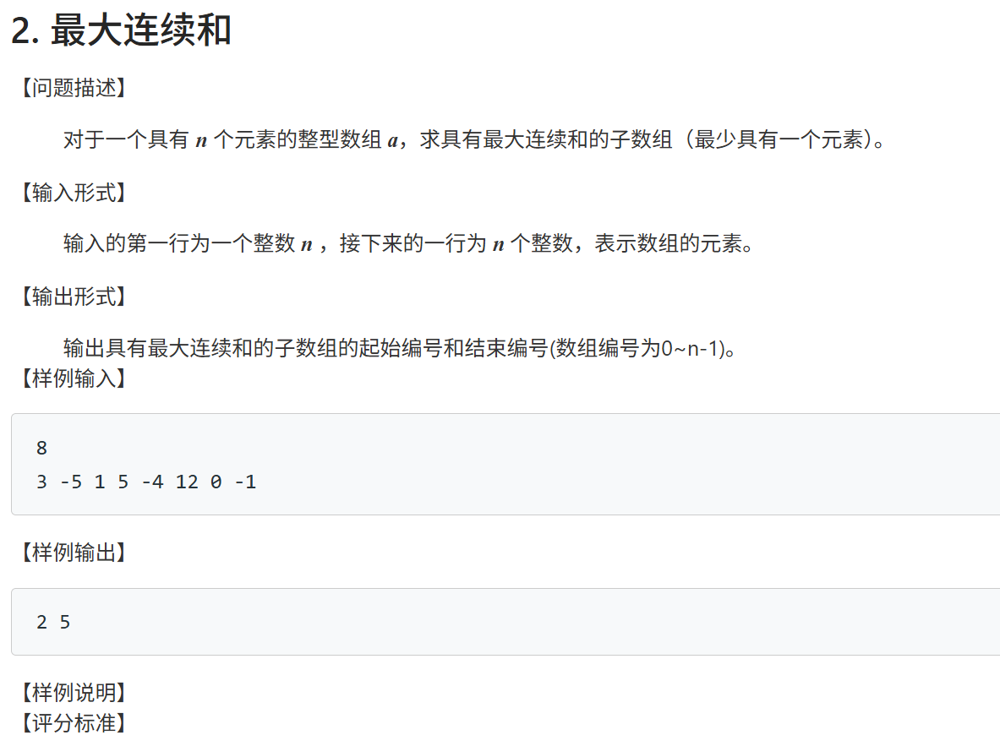 2. 最大连续和
【问题描述】
对于一个具有 n 个元素的整型数组 a，求具有最大连续和的子数组（最少具有一个元素）。
【输入形式】
输入的第一行为一个整数 n ，接下来的一行为 n 个整数，表示数组的元素。
【输出形式】
输出具有最大连续和的子数组的起始编号和结束编号(数组编号为0~n-1)。
【样例输入】
8
3 -5 1 5 -4 12 0 -1
【样例输出】
2 5
【样例说明】
【评分标准】